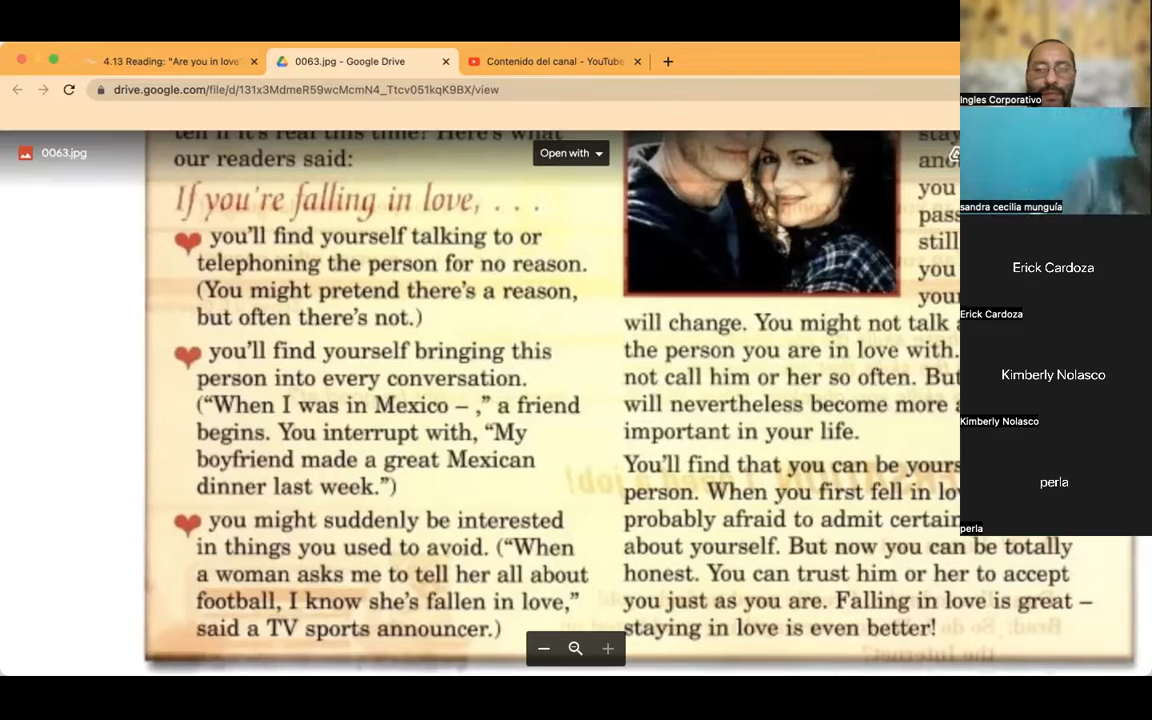 4.13 Reading: "Are you in love"
0063.jpg - Google Drive
Contenido del canal - YouTube
drive.google.com/file/d/131x3MdmeR59wcMcmN4_Ttcv051kqK9BX/view
0063.jpg
Open with
tell if it's real this time? Here's what
our readers said:
If you're falling in love, . . .
you'll find yourself talking to or
telephoning the person for no reason.
(You might pretend there's a reason,
but often there's not.)
you'll find yourself bringing this
person into every conversation.
("When I was in Mexico – ," a friend
begins. You interrupt with, "My
boyfriend made a great Mexican
dinner last week.")
you might suddenly be interested
in things you used to avoid. ("When
a woman asks me to tell her all about
football, I know she's fallen in love,"
said a TV sports announcer.)
you
still
you
will change. You might not talk
the person you are in love with.
not call him or her so often. But
will nevertheless become more
important in your life.
You'll find that you can be yours
person. When you first fell in lo
probably afraid to admit certain
about yourself. But now you can be totally
honest. You can trust him or her to accept
you just as you are. Falling in love is great –
staying in love is even better!
Ingles Corporativo
sandra cecilia munguía
Erick Cardoza
Erick Cardoza
Kimberly Nolasco
Kimberly Nolasco
perla
perla